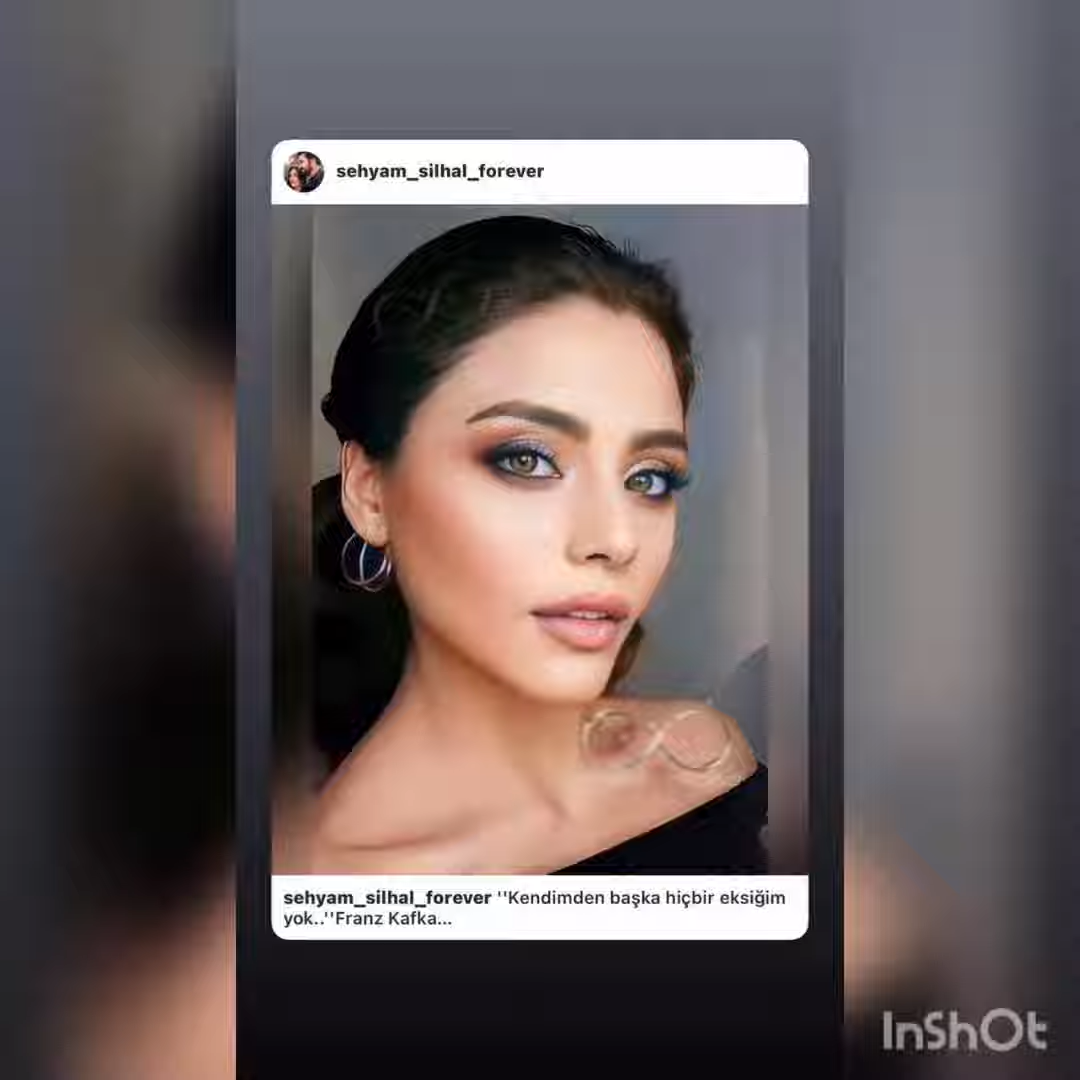 sehyam_silhal_forever
sehyam_silhal_forever ''Kendimden başka hiçbir eksiğim
yok..''Franz Kafka...
InShOt